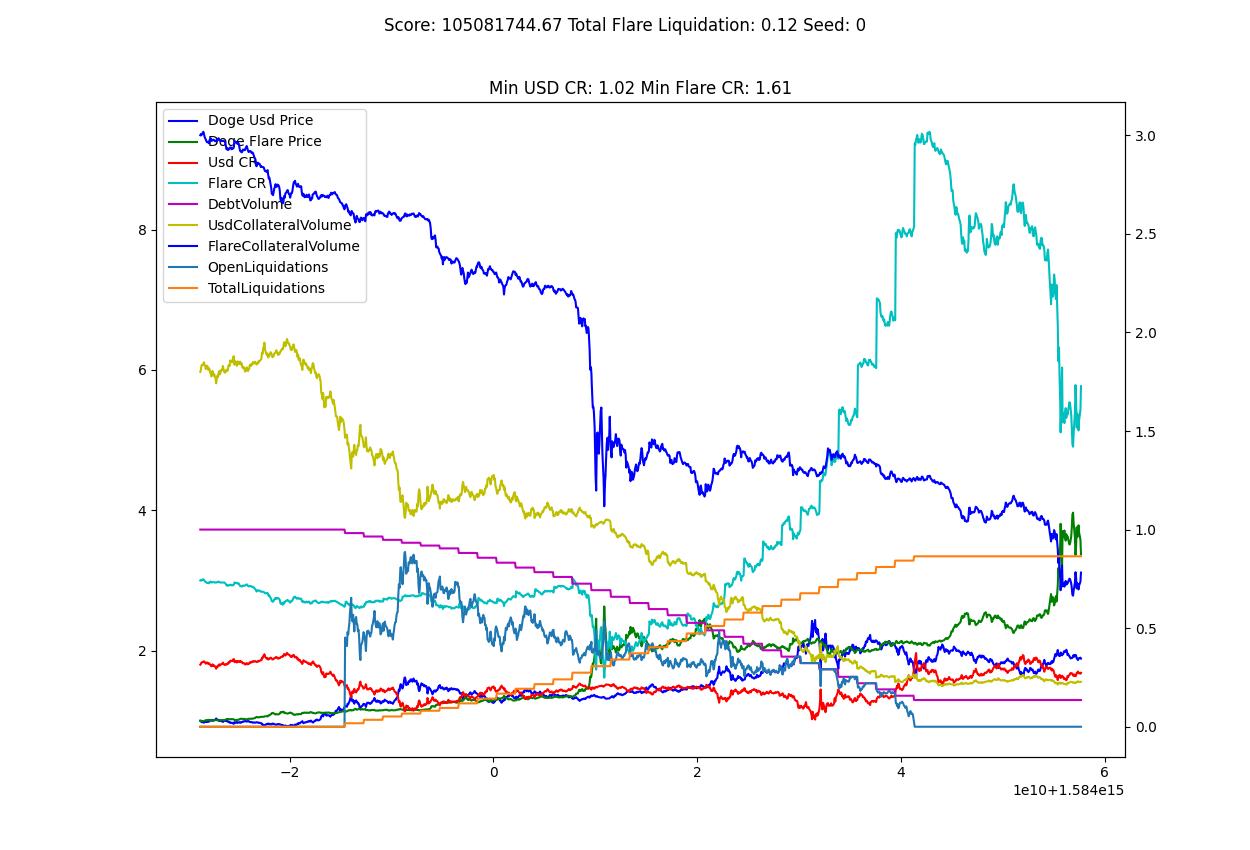 Score: 105081744.67 Total Flare Liquidation: 0.12 Seed: 0
Min USD CR: 1.02 Min Flare CR: 1.61
Doge Usd Price
Doge Flare Price
Usd CR
Flare CR
DebtVolume
UsdCollateralVolume
FlareCollateralVolume
OpenLiquidations
TotalLiquidations
8
6
4
2
3.0
2.5
2.0
1.5
1.0
0.5
0.0
−2 0 2 4 6
1e10+1.584e15